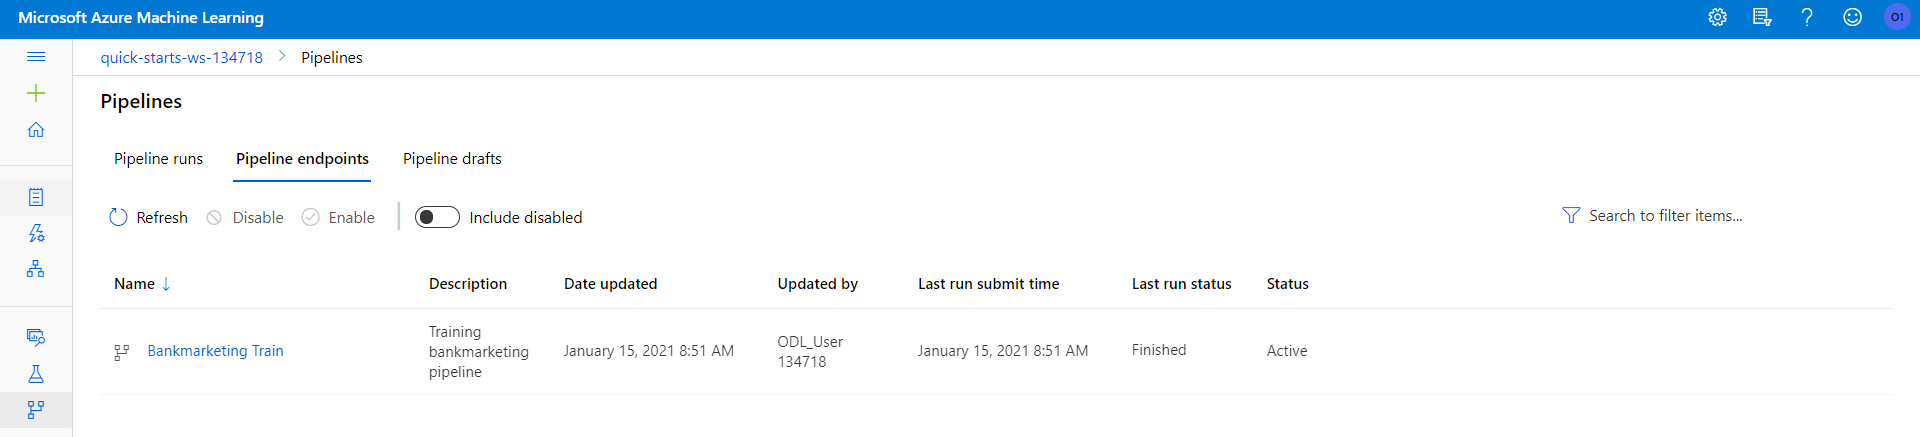 Microsoft Azure Machine Learning
O1
quick-starts-ws-134718 > Pipelines
Pipelines
Pipeline runs Pipeline endpoints Pipeline drafts
Refresh Disable Enable Include disabled Search to filter items...
Name ↓ Description Date updated Updated by Last run submit time Last run status Status
Bankmarketing Train
Training
bankmarketing
pipeline
January 15, 2021 8:51 AM
ODL_User
134718
January 15, 2021 8:51 AM
Finished
Active